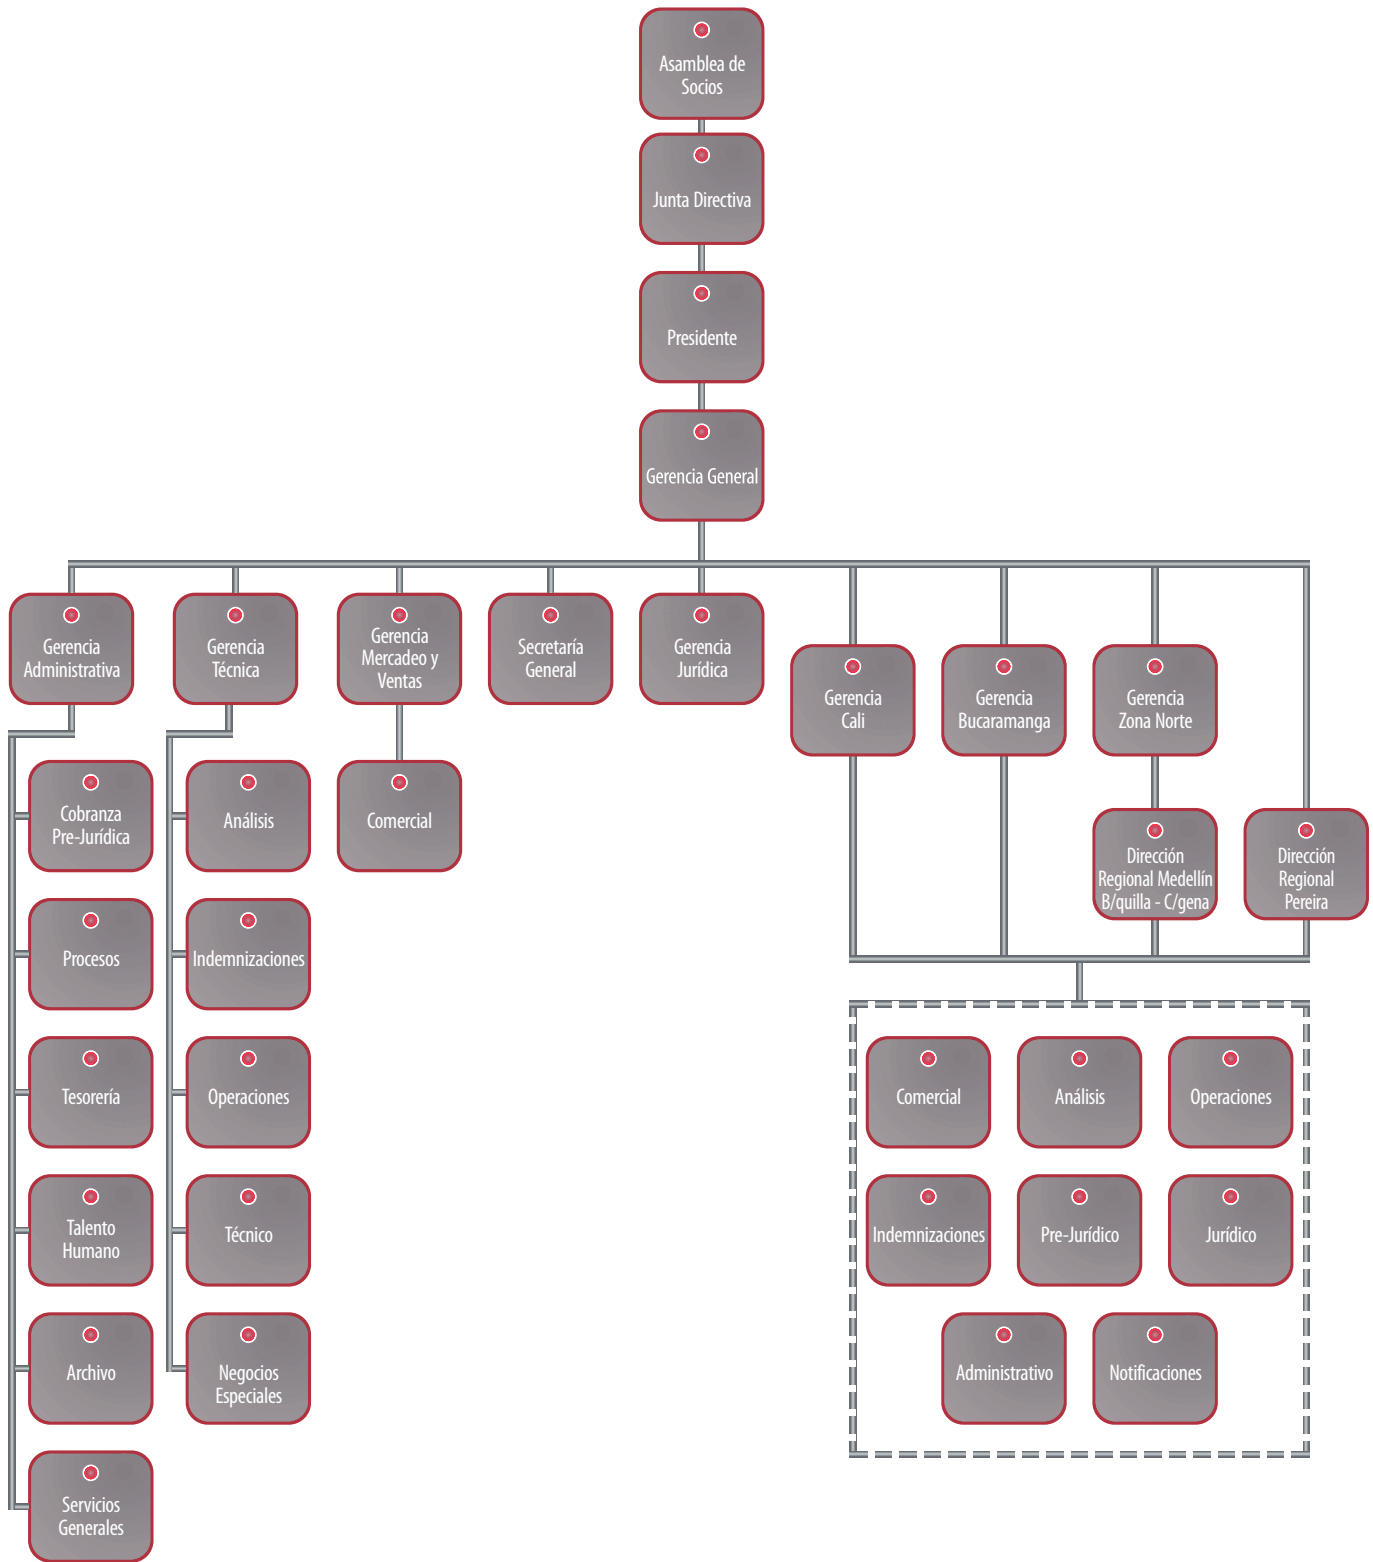 Asamblea de
Socios
Junta Directiva
Presidente
Gerencia General
Gerencia
Administrativa
Gerencia
Técnica
Gerencia
Mercadeo y
Ventas
Secretaría
General
Gerencia
Jurídica
Gerencia
Cali
Gerencia
Bucaramanga
Gerencia
Zona Norte
Cobranza
Pre-Jurídica
Análisis
Comercial
Dirección
Regional Medellín
B/quilla - C/gena
Dirección
Regional
Pereira
Procesos
Indemnizaciones
Tesorería
Operaciones
Talento
Humano
Técnico
Archivo
Negocios
Especiales
Servicios
Generales
Comercial
Análisis
Operaciones
Indemnizaciones
Pre-Jurídico
Jurídico
Administrativo
Notificaciones